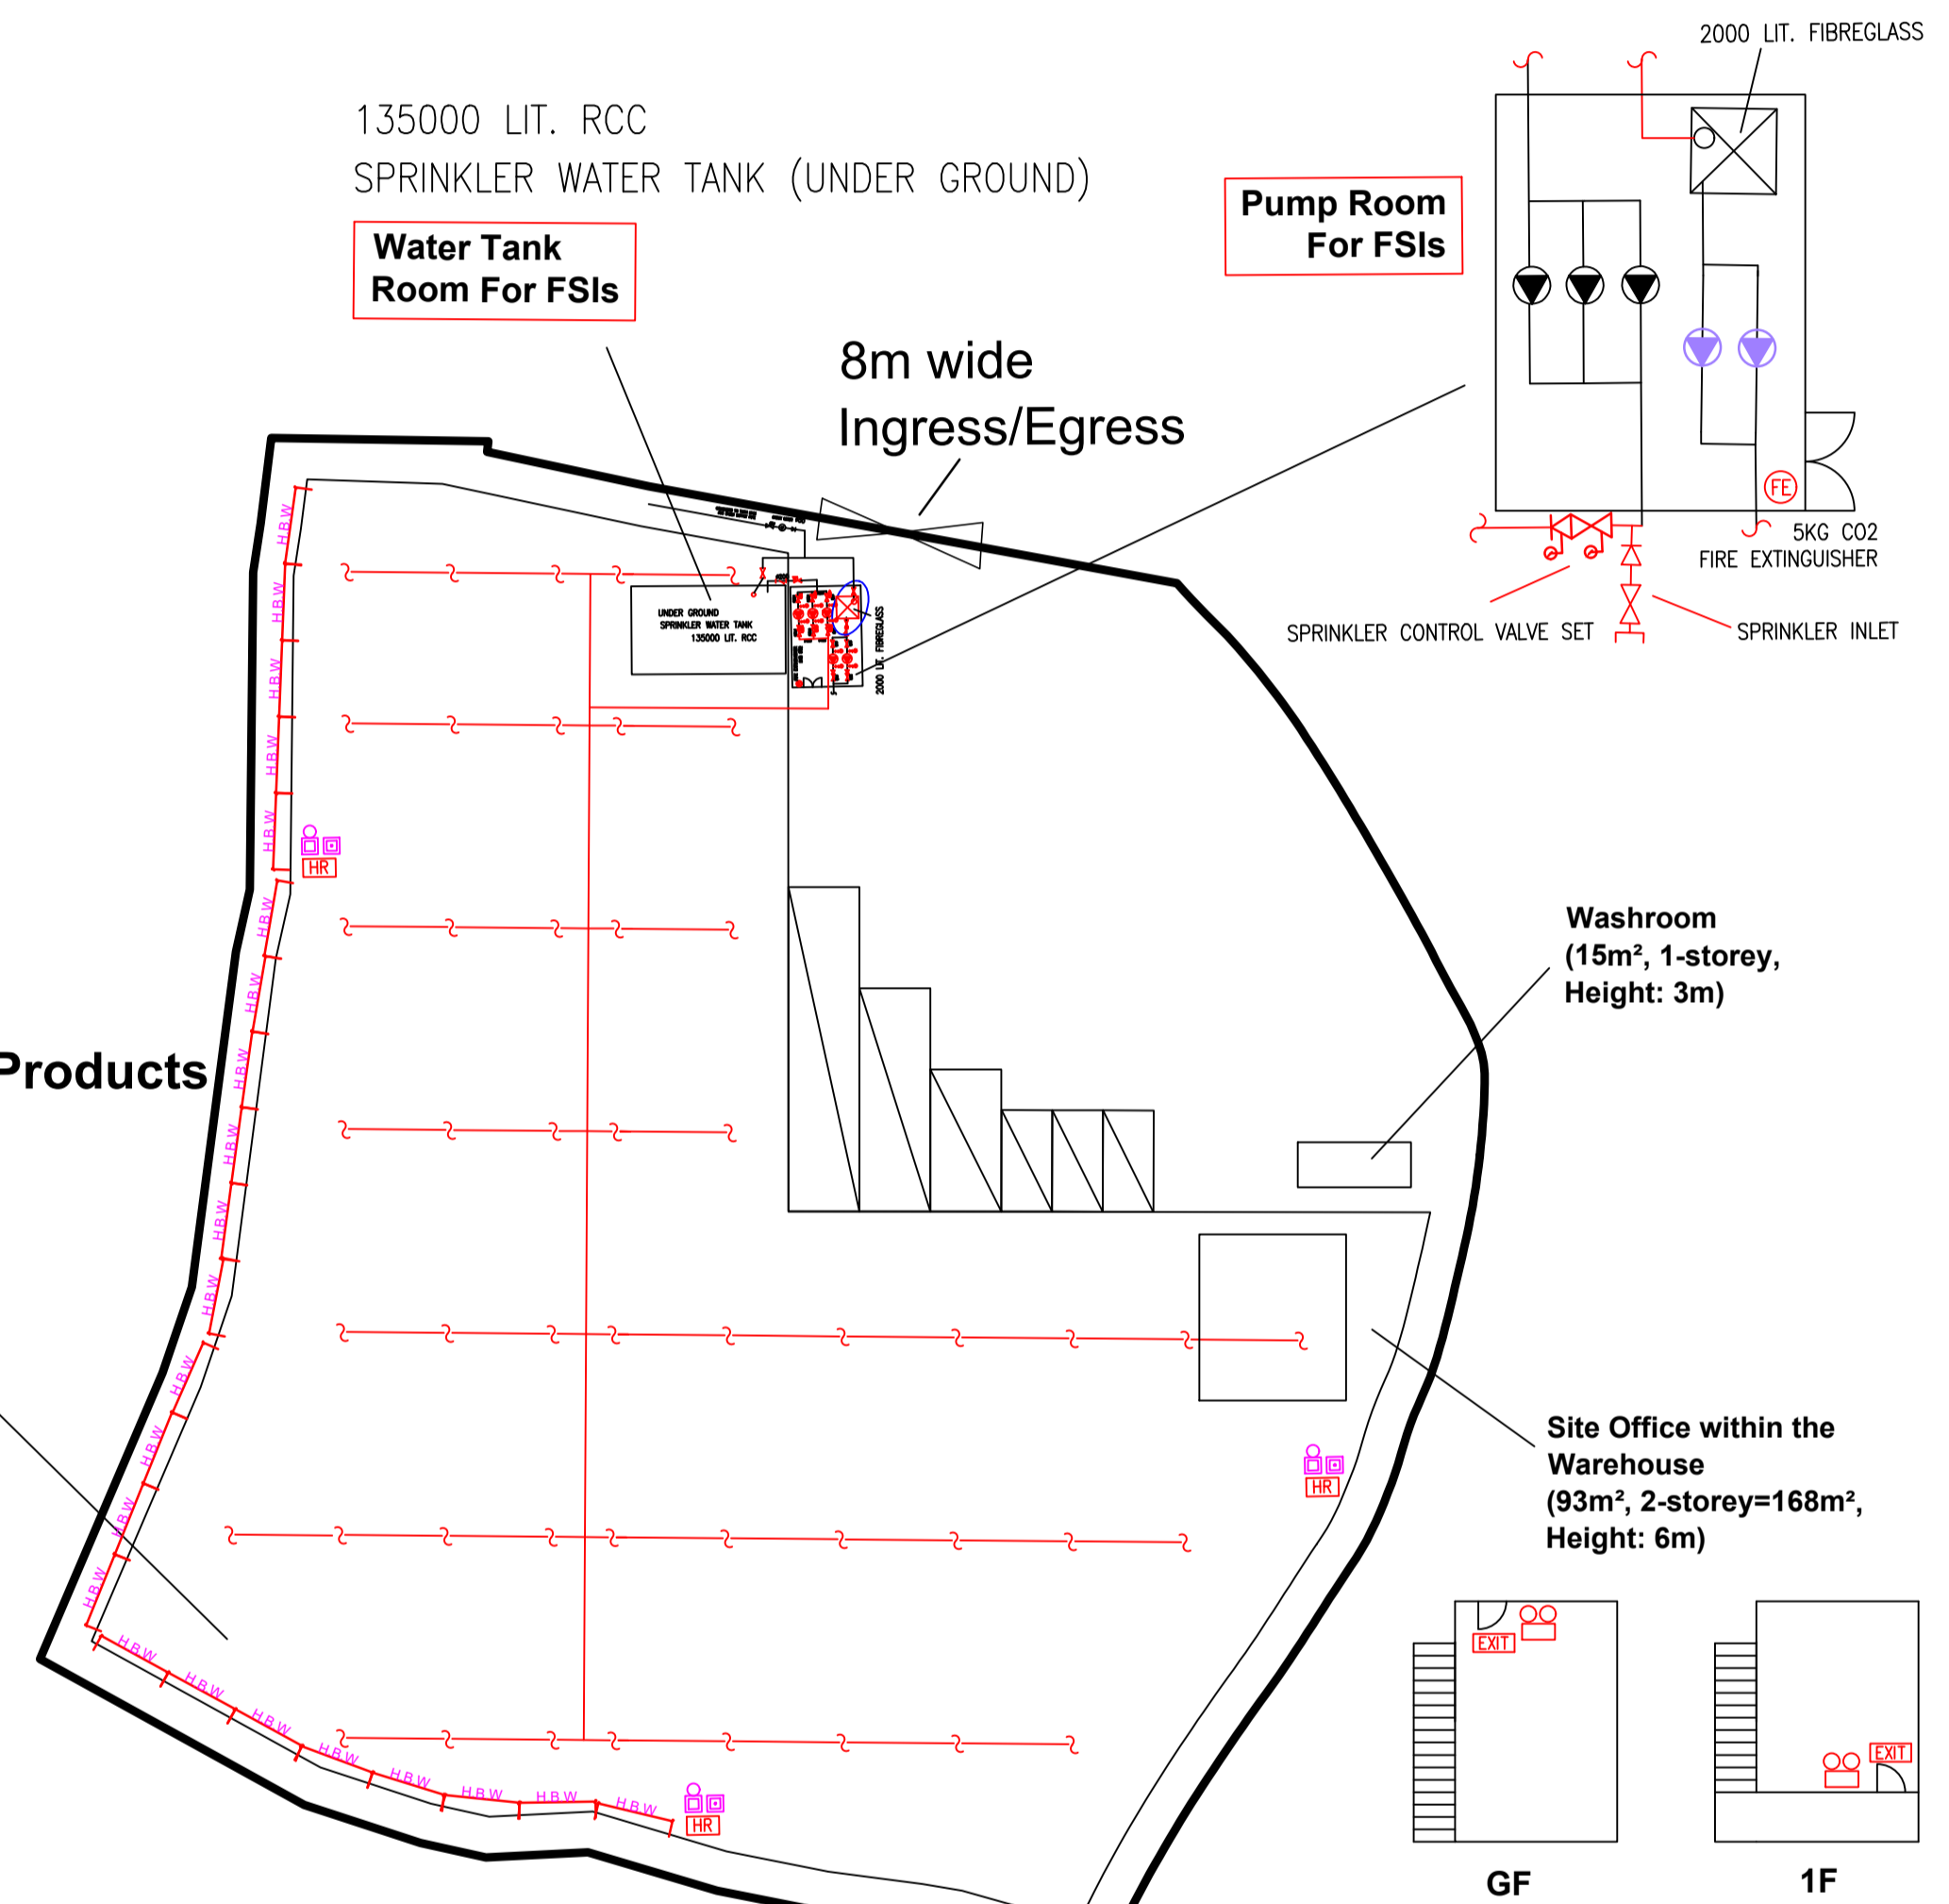 2000 LIT. FIBREGLASS
135000 LIT. RCC
SPRINKLER WATER TANK (UNDER GROUND)
Water Tank
Room For FSIs
Pump Room
For FSIs
8m wide
Ingress/Egress
FE
5KG CO2
FIRE EXTINGUISHER
SPRINKLER CONTROL VALVE SET
SPRINKLER INLET
UNDER GROUND
SPRINKLER WATER TANK
135000 LIT. RCC
2000 LIT. FIBREGLASS
H.B.W
H.B.W
H.B.W
H.B.W
H.B.W
HR
H.B.W
H.B.W
H.B.W
H.B.W
H.B.W
H.B.W
Products
Washroom
(15m², 1-storey,
Height: 3m)
H.B.W
H.B.W
H.B.W
H.B.W
Site Office within the
Warehouse
(93m², 2-storey=168m²,
Height: 6m)
HR
H.B.W
H.B.W
H.B.W
H.B.W
H.B.W
H.B.W
H.B.W
H.B.W
HR
EXIT
EXIT
GF
1F